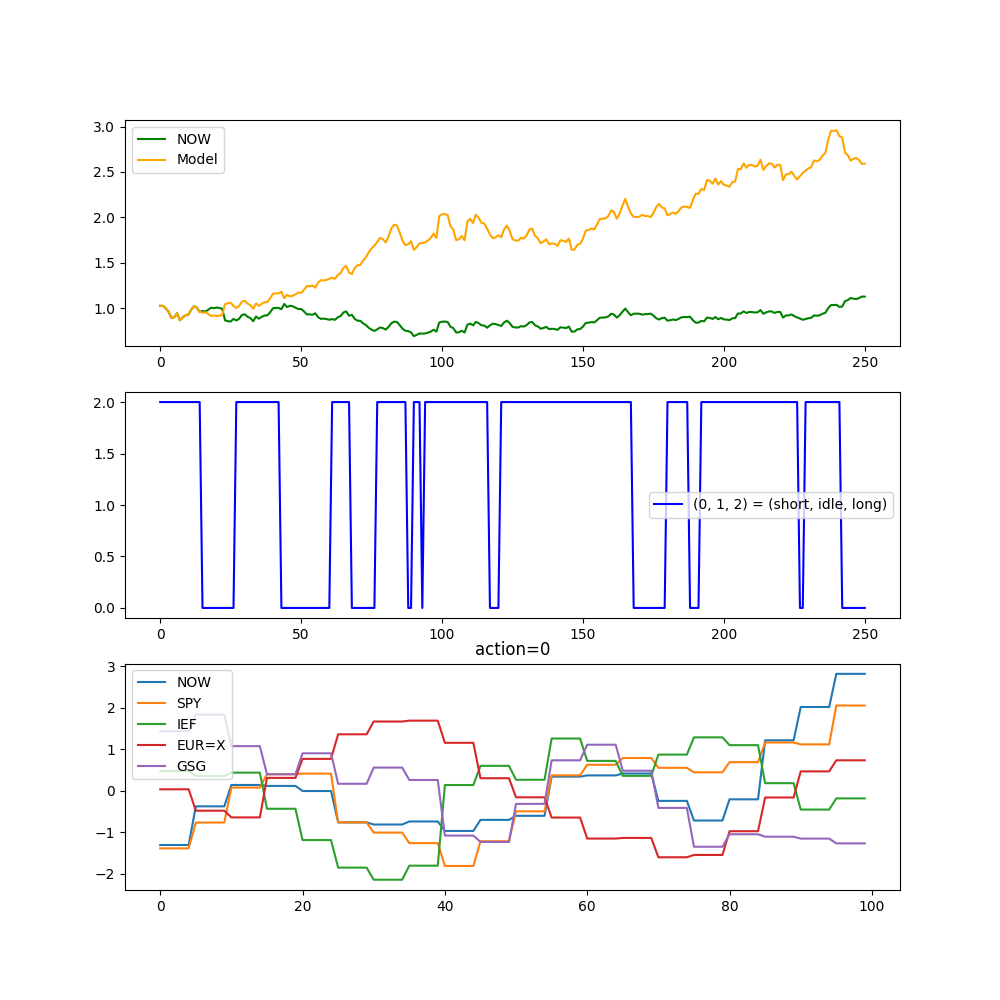 3.0
2.5
2.0
1.5
1.0
NOW
Model
0 50 100 150 200 250
2.0
1.5
1.0
0.5
0.0
(0, 1, 2) = (short, idle, long)
0 50 100 150 200 250
action=0
3
2
1
0
−1
−2
NOW
SPY
IEF
EUR=X
GSG
0 20 40 60 80 100